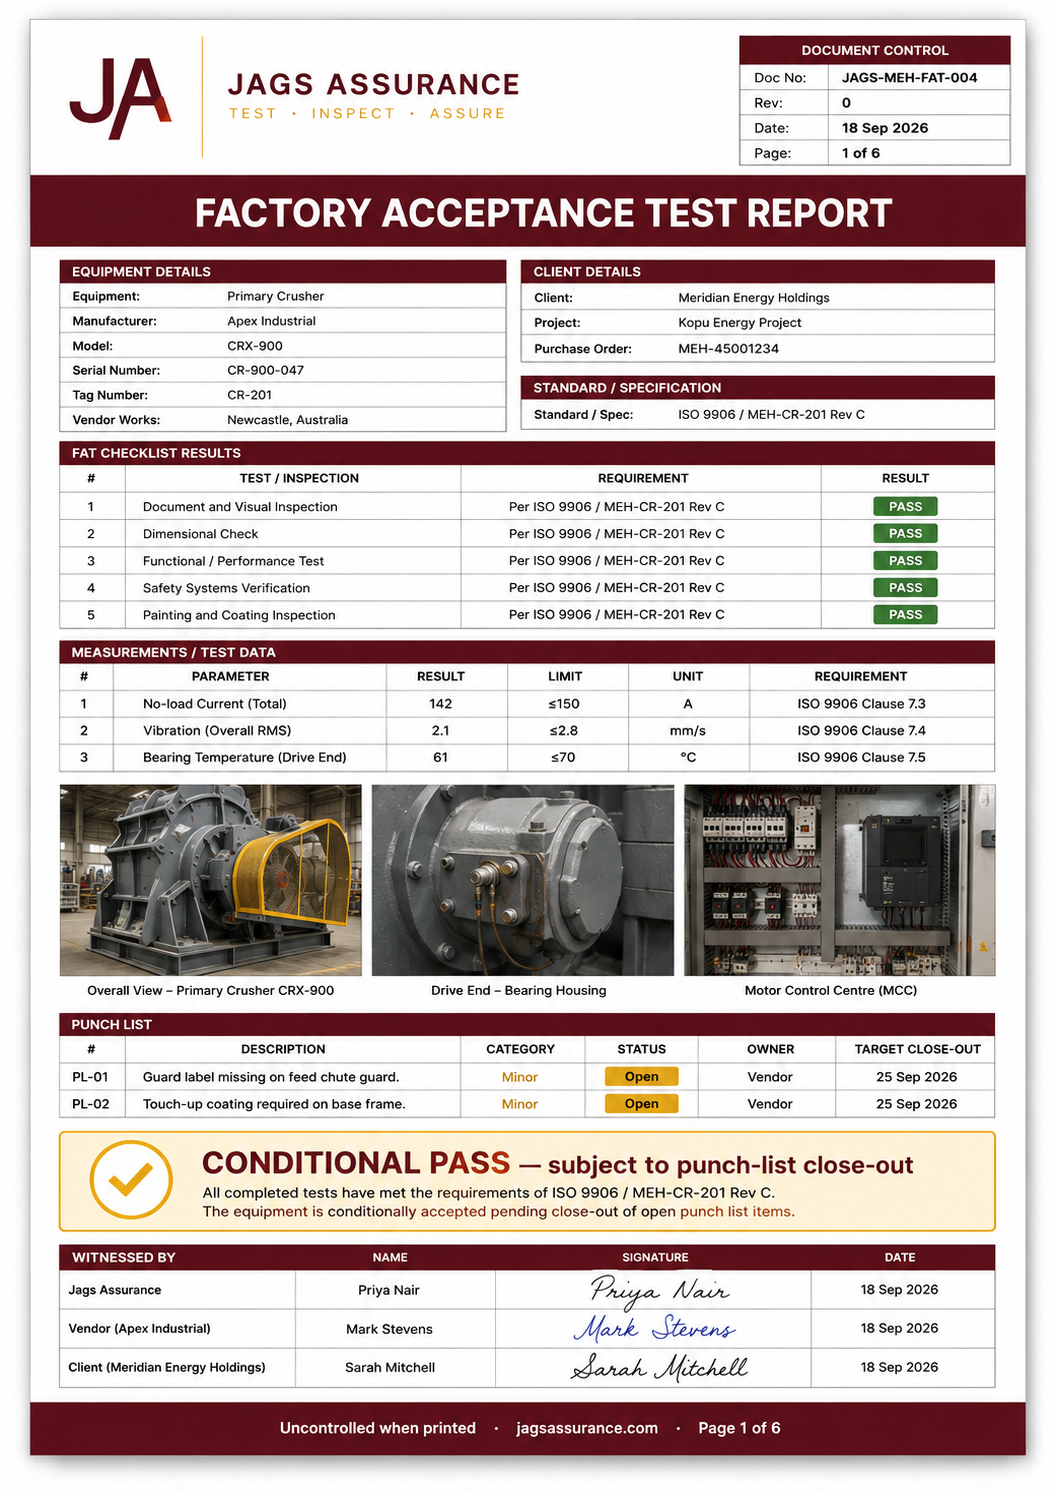 JA
JAGS ASSURANCE
TEST · INSPECT · ASSURE
DOCUMENT CONTROL
Doc No: JAGS-MEH-FAT-004
Rev: 0
Date: 18 Sep 2026
Page: 1 of 6
FACTORY ACCEPTANCE TEST REPORT
EQUIPMENT DETAILS
Equipment: Primary Crusher
Manufacturer: Apex Industrial
Model: CRX-900
Serial Number: CR-900-047
Tag Number: CR-201
Vendor Works: Newcastle, Australia
CLIENT DETAILS
Client: Meridian Energy Holdings
Project: Kopu Energy Project
Purchase Order: MEH-45001234
STANDARD / SPECIFICATION
Standard / Spec: ISO 9906 / MEH-CR-201 Rev C
FAT CHECKLIST RESULTS
# TEST / INSPECTION REQUIREMENT RESULT
1 Document and Visual Inspection Per ISO 9906 / MEH-CR-201 Rev C PASS
2 Dimensional Check Per ISO 9906 / MEH-CR-201 Rev C PASS
3 Functional / Performance Test Per ISO 9906 / MEH-CR-201 Rev C PASS
4 Safety Systems Verification Per ISO 9906 / MEH-CR-201 Rev C PASS
5 Painting and Coating Inspection Per ISO 9906 / MEH-CR-201 Rev C PASS
MEASUREMENTS / TEST DATA
# PARAMETER RESULT LIMIT UNIT REQUIREMENT
1 No-load Current (Total) 142 ≤150 A ISO 9906 Clause 7.3
2 Vibration (Overall RMS) 2.1 ≤2.8 mm/s ISO 9906 Clause 7.4
3 Bearing Temperature (Drive End) 61 ≤70 °C ISO 9906 Clause 7.5
Overall View – Primary Crusher CRX-900
Drive End – Bearing Housing
Motor Control Centre (MCC)
PUNCH LIST
# DESCRIPTION CATEGORY STATUS OWNER TARGET CLOSE-OUT
PL-01 Guard label missing on feed chute guard. Minor Open Vendor 25 Sep 2026
PL-02 Touch-up coating required on base frame. Minor Open Vendor 25 Sep 2026
CONDITIONAL PASS — subject to punch-list close-out
All completed tests have met the requirements of ISO 9906 / MEH-CR-201 Rev C.
The equipment is conditionally accepted pending close-out of open punch list items.
WITNESSED BY NAME SIGNATURE DATE
Jags Assurance Priya Nair Priya Nair 18 Sep 2026
Vendor (Apex Industrial) Mark Stevens Mark Stevens 18 Sep 2026
Client (Meridian Energy Holdings) Sarah Mitchell Sarah Mitchell 18 Sep 2026
Uncontrolled when printed · jagsassurance.com · Page 1 of 6